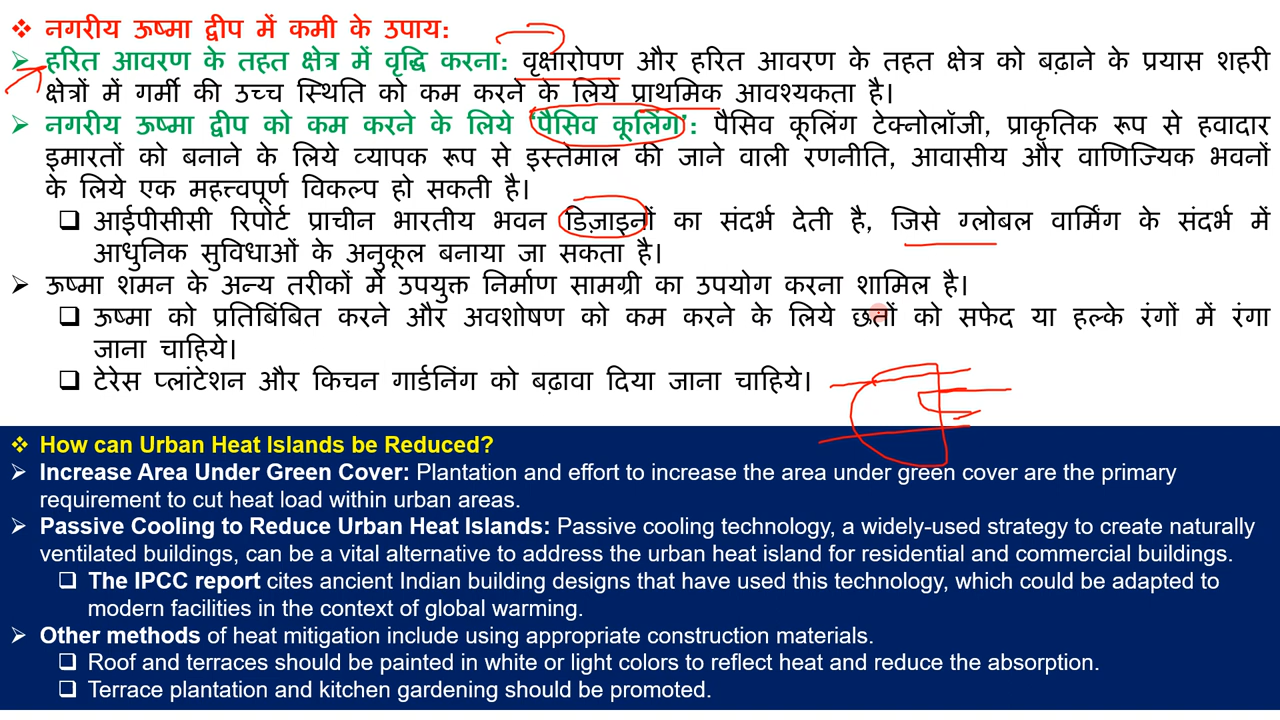 ❖ नगरीय ऊष्मा द्वीप में कमी के उपाय:
➢ हरित आवरण के तहत क्षेत्र में वृद्धि करना: वृक्षारोपण और हरित आवरण के तहत क्षेत्र को बढ़ाने के प्रयास शहरी
क्षेत्रों में गर्मी की उच्च स्थिति को कम करने के लिये प्राथमिक आवश्यकता है।
➢ नगरीय ऊष्मा द्वीप को कम करने के लिये 'पैसिव कूलिंग': पैसिव कूलिंग टेक्नोलॉजी, प्राकृतिक रूप से हवादार
इमारतों को बनाने के लिये व्यापक रूप से इस्तेमाल की जाने वाली रणनीति, आवासीय और वाणिज्यिक भवनों
के लिये एक महत्त्वपूर्ण विकल्प हो सकती है।
❑ आईपीसीसी रिपोर्ट प्राचीन भारतीय भवन डिज़ाइनों का संदर्भ देती है, जिसे ग्लोबल वार्मिंग के संदर्भ में
आधुनिक सुविधाओं के अनुकूल बनाया जा सकता है।
➢ ऊष्मा शमन के अन्य तरीकों में उपयुक्त निर्माण सामग्री का उपयोग करना शामिल है।
❑ ऊष्मा को प्रतिबिंबित करने और अवशोषण को कम करने के लिये छतों को सफेद या हल्के रंगों में रंगा
जाना चाहिये।
❑ टेरेस प्लांटेशन और किचन गार्डनिंग को बढ़ावा दिया जाना चाहिए।
❖ How can Urban Heat Islands be Reduced?
➢ Increase Area Under Green Cover: Plantation and effort to increase the area under green cover are the primary
requirement to cut heat load within urban areas.
➢ Passive Cooling to Reduce Urban Heat Islands: Passive cooling technology, a widely-used strategy to create naturally
ventilated buildings, can be a vital alternative to address the urban heat island for residential and commercial buildings.
❑ The IPCC report cites ancient Indian building designs that have used this technology, which could be adapted to
modern facilities in the context of global warming.
➢ Other methods of heat mitigation include using appropriate construction materials.
❑ Roof and terraces should be painted in white or light colors to reflect heat and reduce the absorption.
❑ Terrace plantation and kitchen gardening should be promoted.